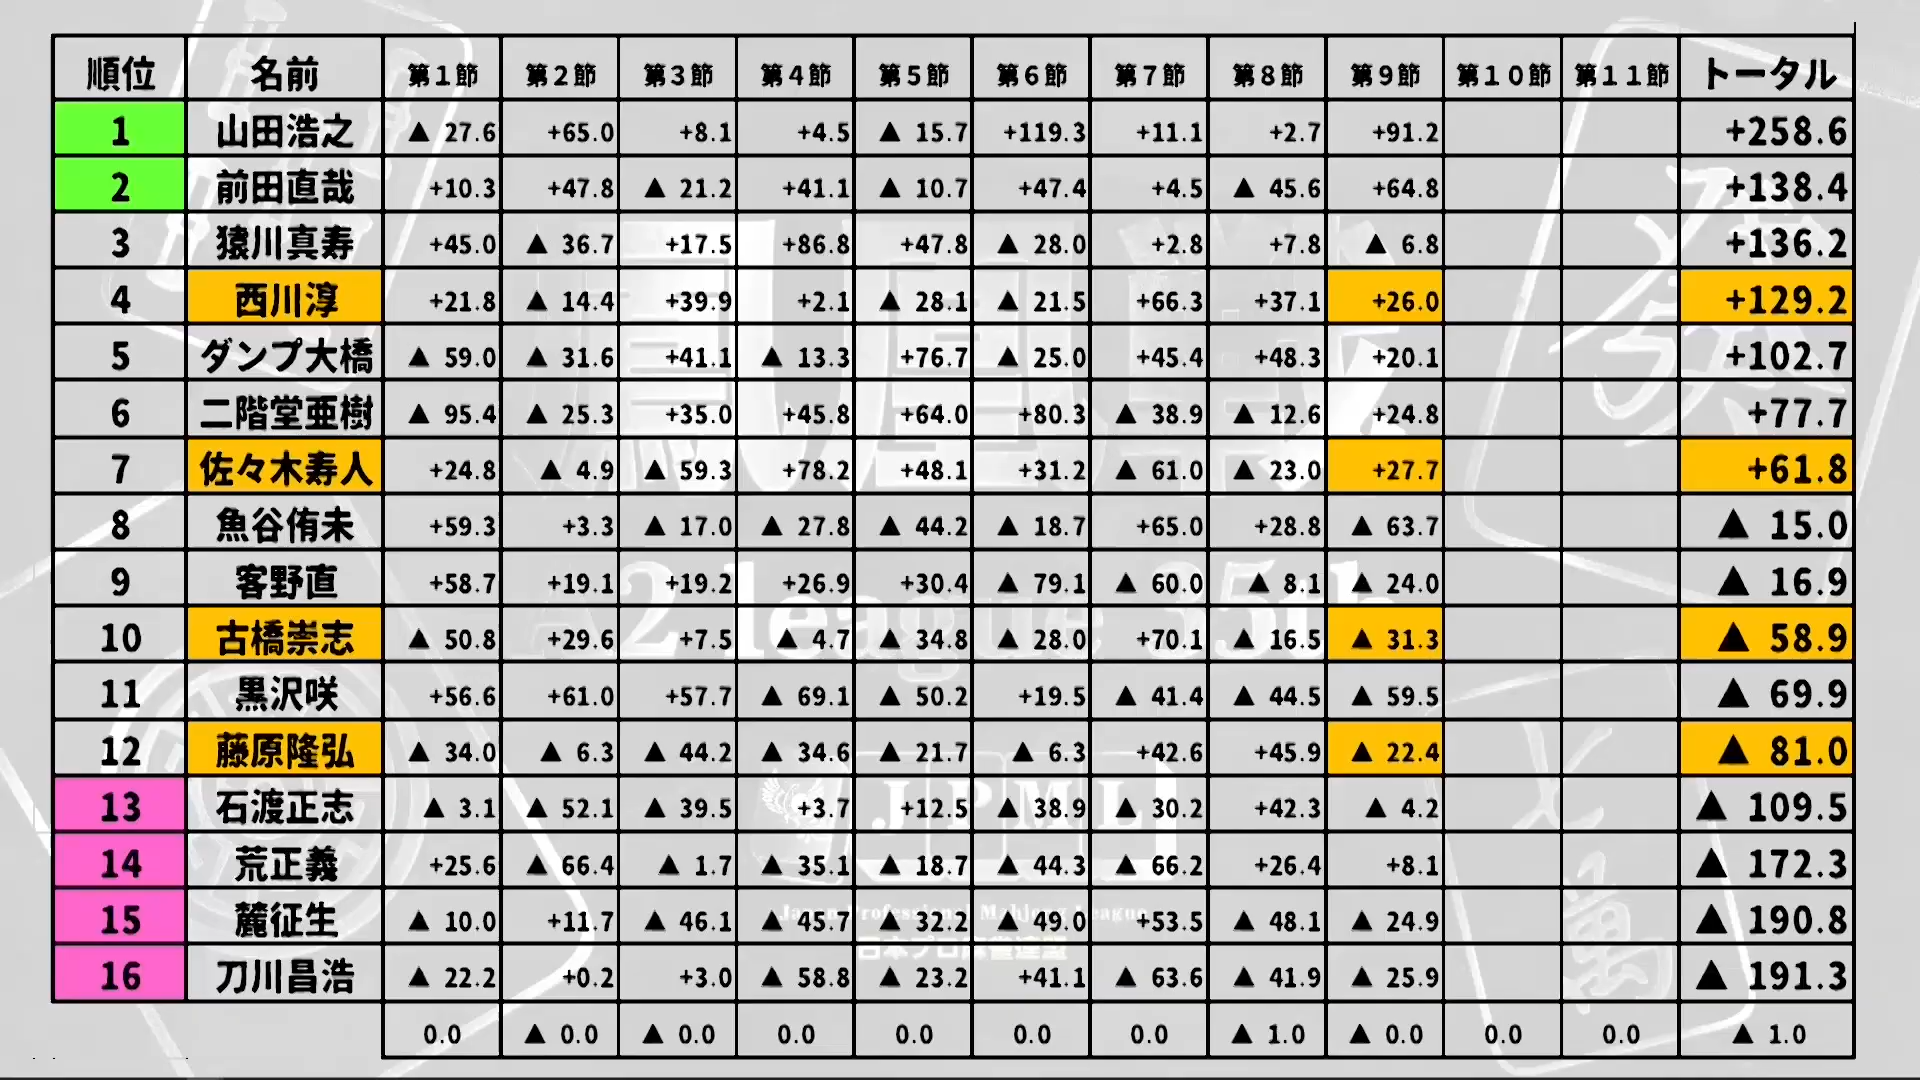 順位 名前 第1節 第2節 第3節 第4節 第5節 第6節 第7節 第8節 第9節 第10節 第11節 トータル
1 山田浩之 ▲ 27.6 +65.0 +8.1 +4.5 ▲ 15.7 +119.3 +11.1 +2.7 +91.2 +258.6
2 前田直哉 +10.3 +47.8 ▲ 21.2 +41.1 ▲ 10.7 +47.4 +4.5 ▲ 45.6 +64.8 +138.4
3 猿川真寿 +45.0 ▲ 36.7 +17.5 +86.8 +47.8 ▲ 28.0 +2.8 +7.8 ▲ 6.8 +136.2
4 西川淳 +21.8 ▲ 14.4 +39.9 +2.1 ▲ 28.1 ▲ 21.5 +66.3 +37.1 +26.0 +129.2
5 ダンプ大橋 ▲ 59.0 ▲ 31.6 +41.1 ▲ 13.3 +76.7 ▲ 25.0 +45.4 +48.3 +20.1 +102.7
6 二階堂亜樹 ▲ 95.4 ▲ 25.3 +35.0 +45.8 +64.0 +80.3 ▲ 38.9 ▲ 12.6 +24.8 +77.7
7 佐々木寿人 +24.8 ▲ 4.9 ▲ 59.3 +78.2 +48.1 +31.2 ▲ 61.0 ▲ 23.0 +27.7 +61.8
8 魚谷侑未 +59.3 +3.3 ▲ 17.0 ▲ 27.8 ▲ 44.2 ▲ 18.7 +65.0 +28.8 ▲ 63.7 ▲ 15.0
9 客野直 +58.7 +19.1 +19.2 +26.9 +30.4 ▲ 79.1 ▲ 60.0 ▲ 8.1 ▲ 24.0 ▲ 16.9
10 古橋崇志 ▲ 50.8 +29.6 +7.5 ▲ 4.7 ▲ 34.8 ▲ 28.0 +70.1 ▲ 16.5 ▲ 31.3 ▲ 58.9
11 黒沢咲 +56.6 +61.0 +57.7 ▲ 69.1 ▲ 50.2 +19.5 ▲ 41.4 ▲ 44.5 ▲ 59.5 ▲ 69.9
12 藤原隆弘 ▲ 34.0 ▲ 6.3 ▲ 44.2 ▲ 34.6 ▲ 21.7 ▲ 6.3 +42.6 +45.9 ▲ 22.4 ▲ 81.0
13 石渡正志 ▲ 3.1 ▲ 52.1 ▲ 39.5 +3.7 +12.5 ▲ 38.9 ▲ 30.2 +42.3 ▲ 4.2 ▲ 109.5
14 荒正義 +25.6 ▲ 66.4 ▲ 1.7 ▲ 35.1 ▲ 18.7 ▲ 44.3 ▲ 66.2 +26.4 +8.1 ▲ 172.3
15 麓征生 ▲ 10.0 +11.7 ▲ 46.1 ▲ 45.7 ▲ 32.2 ▲ 49.0 +53.5 ▲ 48.1 ▲ 24.9 ▲ 190.8
16 刀川昌浩 ▲ 22.2 +0.2 +3.0 ▲ 58.8 ▲ 23.2 +41.1 ▲ 63.6 ▲ 41.9 ▲ 25.9 ▲ 191.3
0.0 ▲ 0.0 ▲ 0.0 0.0 0.0 0.0 0.0 ▲ 1.0 ▲ 0.0 0.0 0.0 ▲ 1.0
鳳凰戦
A2 league 35th
JPML
Japan Professional Mahjong League
日本プロ麻雀連盟
發
七
萬